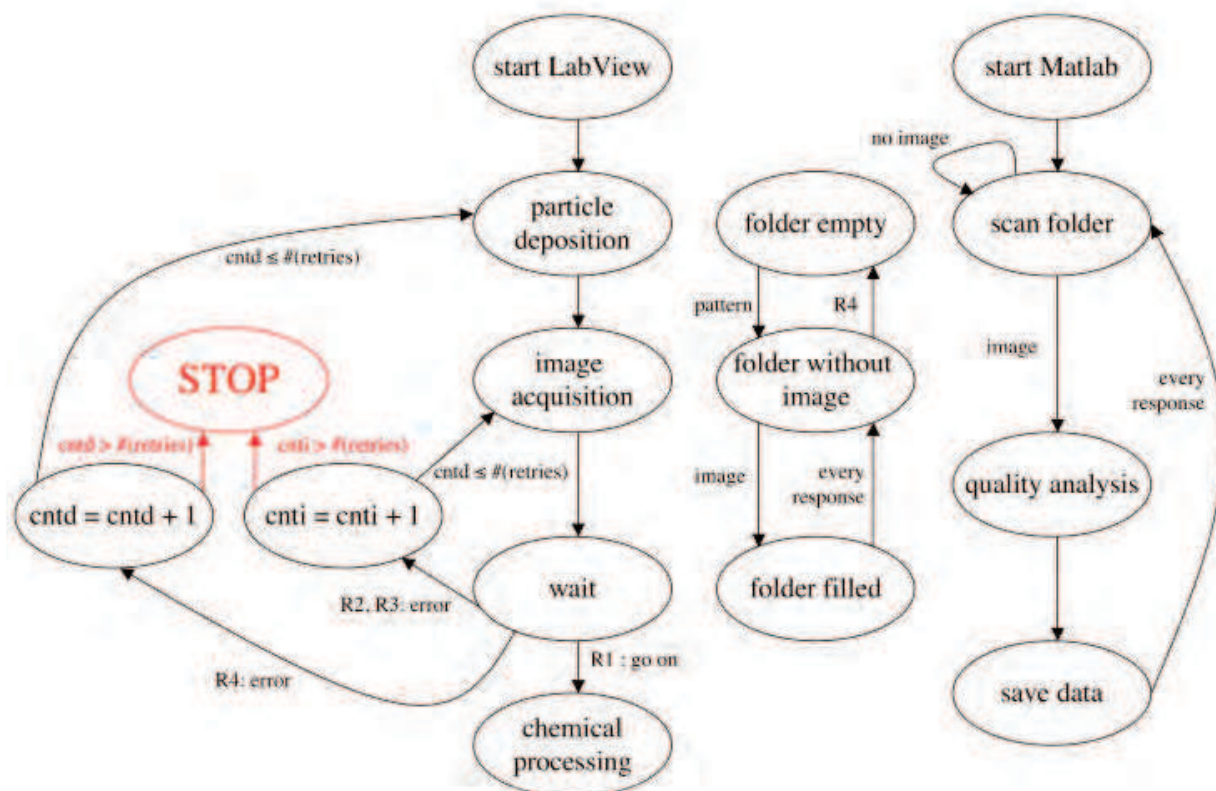 start LabView
start Matlab
no image
particle
deposition
folder empty
scan folder
cntd ≤ #(retries)
pattern
R4
STOP
image
acquisition
folder without
image
image
every
response
cntd > #(retries)
cnti > #(retries)
cntd ≤ #(retries)
image
every
response
cntd = cntd + 1
cnti = cnti + 1
quality analysis
wait
folder filled
R2, R3: error
R1 : go on
R4: error
save data
chemical
processing